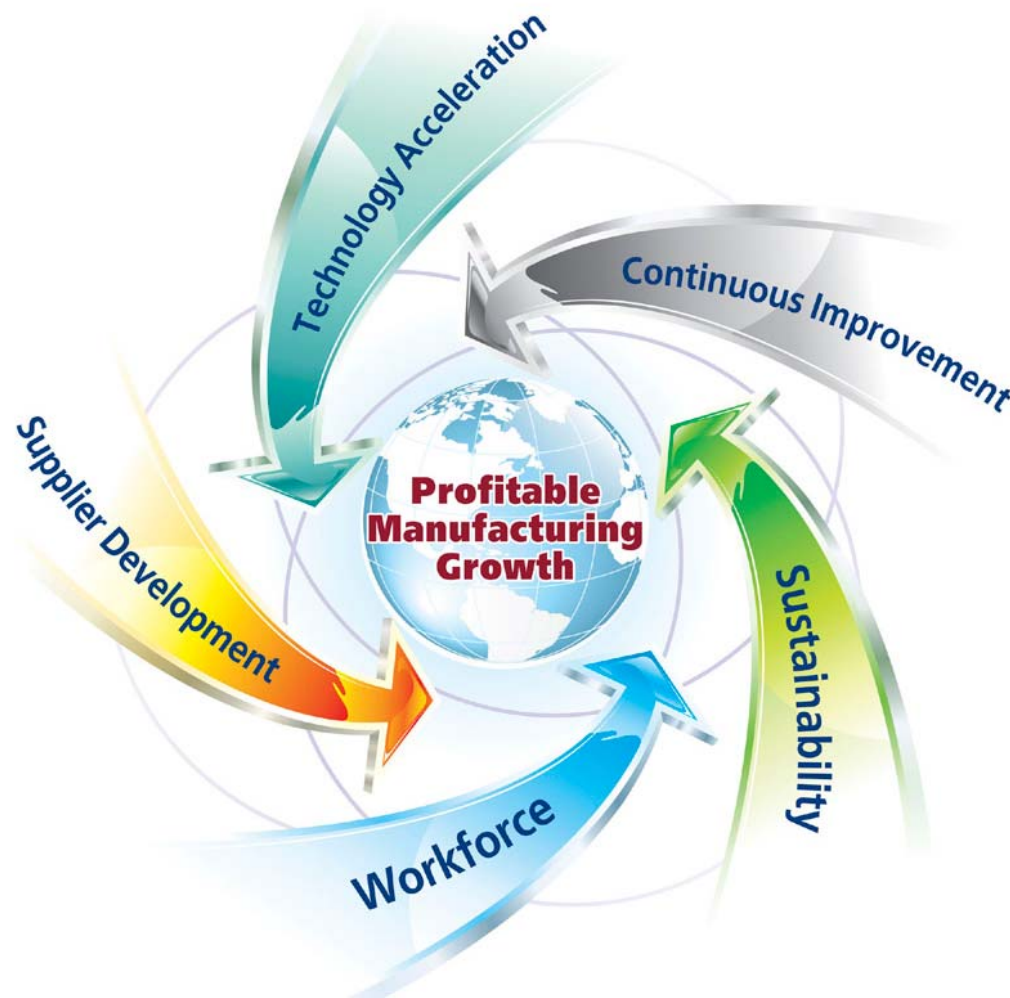 Technology Acceleration
Continuous Improvement
Supplier Development
Profitable
Manufacturing
Growth
Sustainability
Workforce